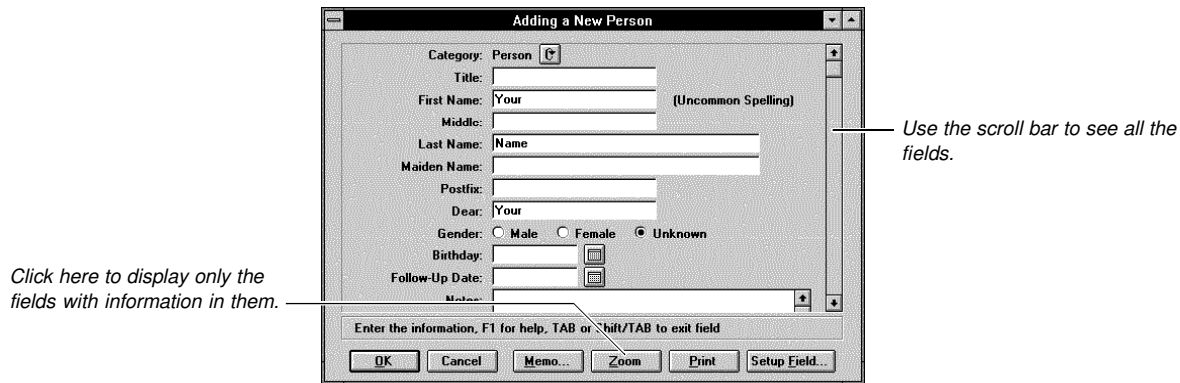 Adding a New Person
Category: Person
Title:
First Name: Your (Uncommon Spelling)
Middle:
Last Name: Name
Maiden Name:
Postfix:
Dear: Your
Gender: Male Female Unknown
Birthday:
Follow-Up Date:
Notes:
Enter the information, F1 for help, TAB or Shift/TAB to exit field
OK Cancel Memo... Zoom Print Setup Field...
Use the scroll bar to see all the
fields.
Click here to display only the
fields with information in them.